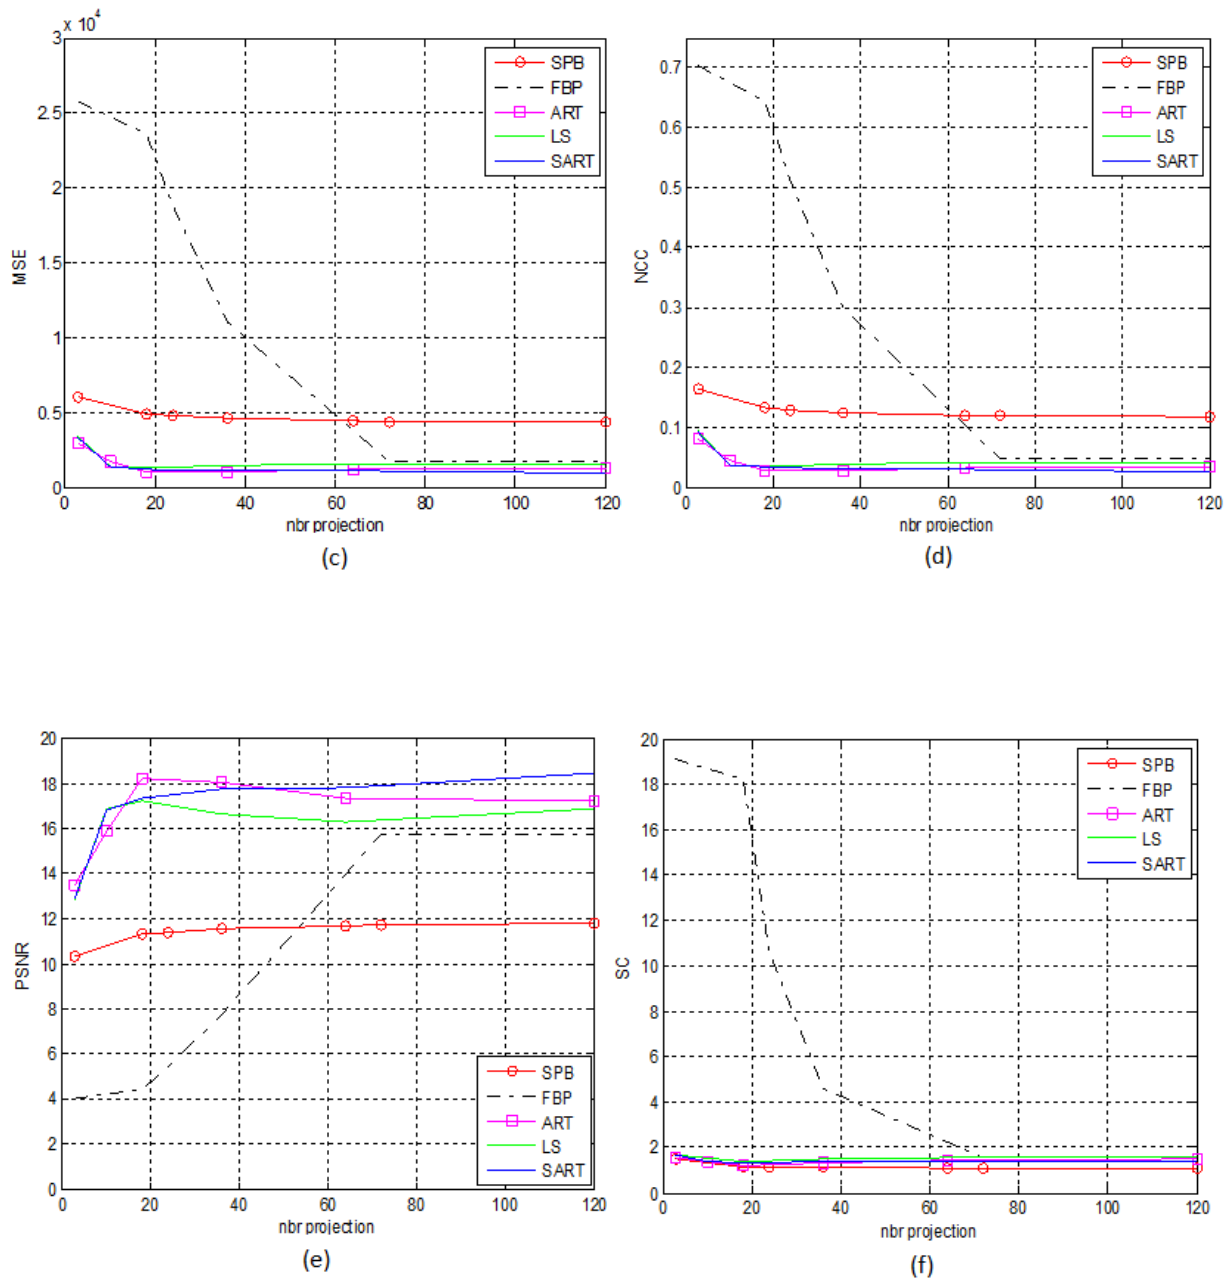 x 10⁴
3
2.5
2
1.5
1
0.5
0
0 20 40 60 80 100 120
MSE
nbr projection
SPB
FBP
ART
LS
SART
(c)
0.7
0.6
0.5
0.4
0.3
0.2
0.1
0
0 20 40 60 80 100 120
NCC
nbr projection
SPB
FBP
ART
LS
SART
(d)
20
18
16
14
12
10
8
6
4
2
0
0 20 40 60 80 100 120
PSNR
nbr projection
SPB
FBP
ART
LS
SART
(e)
20
18
16
14
12
10
8
6
4
2
0
0 20 40 60 80 100 120
SC
nbr projection
SPB
FBP
ART
LS
SART
(f)